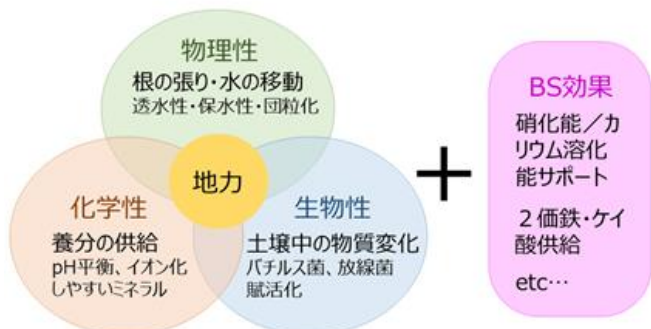 物理性
根の張り・水の移動
透水性・保水性・団粒化
地力
化学性
養分の供給
pH平衡、イオン化
しやすいミネラル
生物性
土壌中の物質変化
バチルス菌、放線菌
賦活化
+
BS効果
硝化能／カ
リウム溶化
能サポート
２価鉄・ケイ
酸供給
etc…